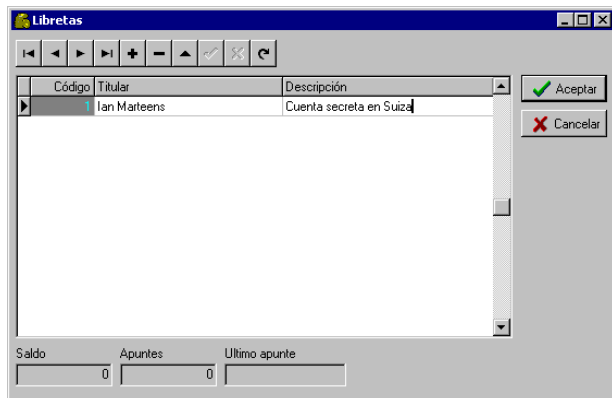 Libretas
Código Titular Descripción
1 Ian Marteens Cuenta secreta en Suiza
Aceptar
Cancelar
Saldo Apuntes Ultimo apunte
0 0